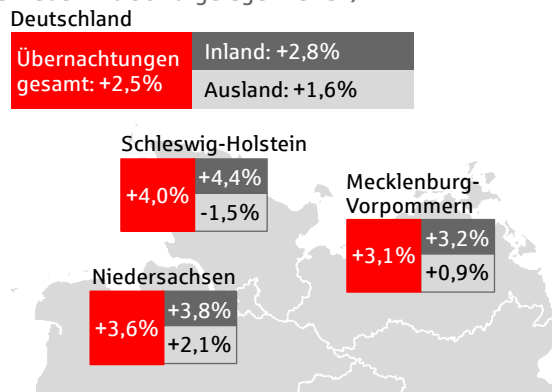 Deutschland
Übernachtungen
gesamt: +2,5%
Inland: +2,8%
Ausland: +1,6%
Schleswig-Holstein
+4,0%
+4,4%
-1,5%
Mecklenburg-
Vorpommern
+3,1%
+3,2%
+0,9%
Niedersachsen
+3,6%
+3,8%
+2,1%